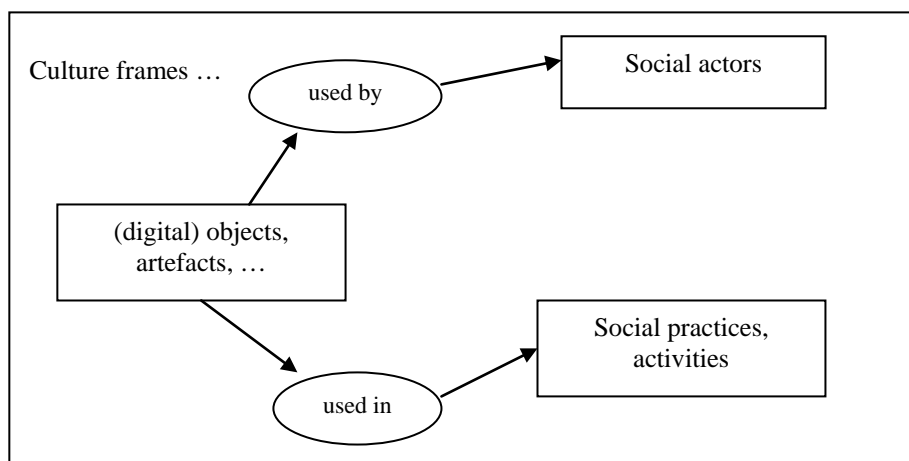 Culture frames …
used by
Social actors
(digital) objects,
artefacts, …
Social practices,
activities
used in